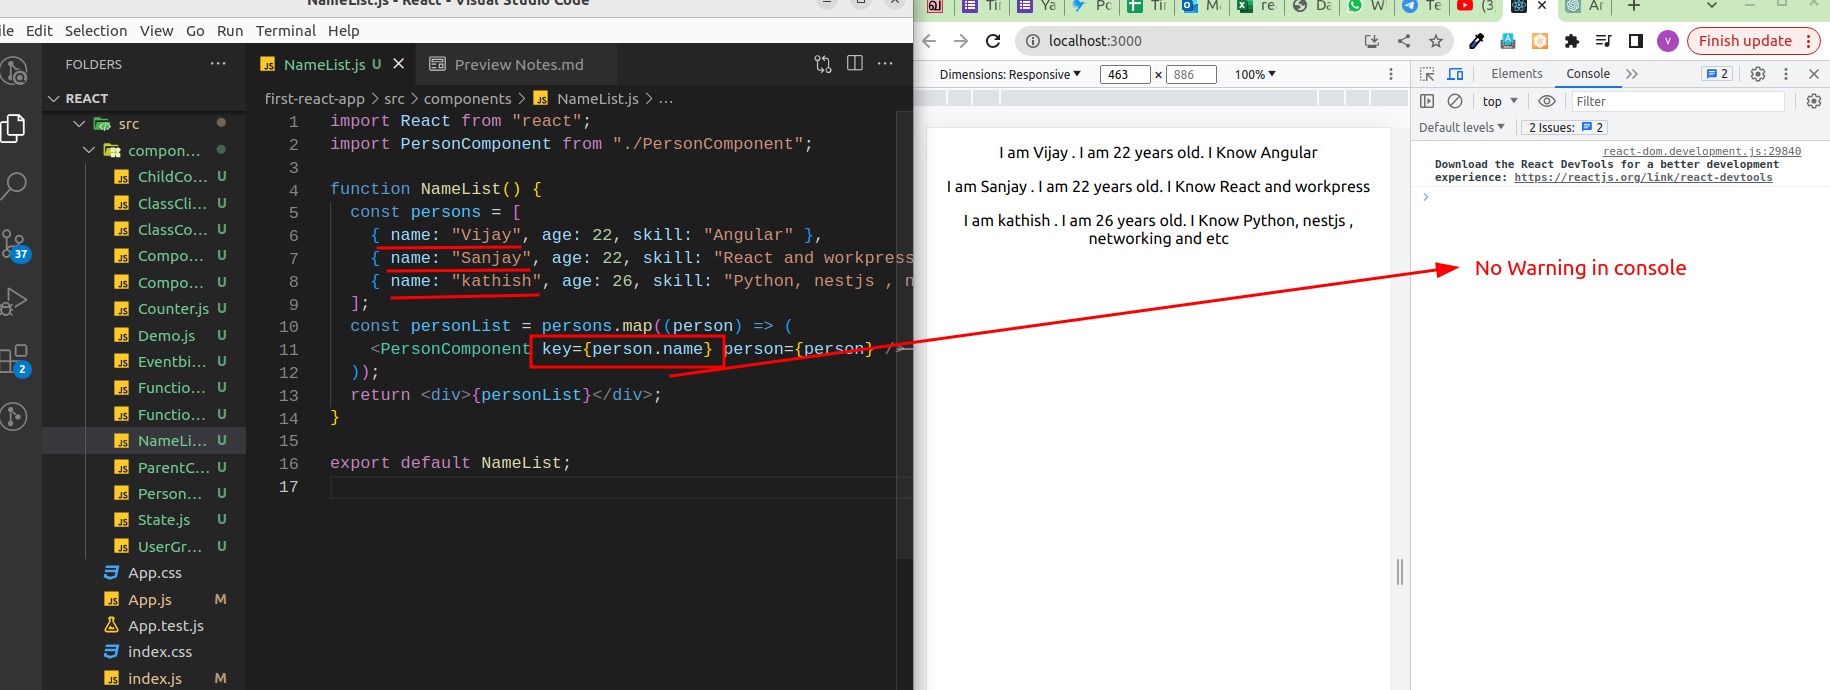 NameList.js - React - Visual Studio Code
ile Edit Selection View Go Run Terminal Help
FOLDERS ...
REACT
src
compon...
ChildCo... U
ClassCli... U
ClassCo... U
Compo... U
Compo... U
Counter.js U
Demo.js U
Eventbi... U
Functio... U
Functio... U
NameLi... U
ParentC... U
Person... U
State.js U
UserGr... U
App.css
App.js M
App.test.js
index.css
index.js M
37
2
NameList.js U
Preview Notes.md
first-react-app > src > components > NameList.js > ...
1 import React from "react";
2 import PersonComponent from "./PersonComponent";
3
4 function NameList() {
5 const persons = [
6 { name: "Vijay", age: 22, skill: "Angular" },
7 { name: "Sanjay", age: 22, skill: "React and workpress
8 { name: "kathish", age: 26, skill: "Python, nestjs , n
9 ];
10 const personList = persons.map((person) => (
11 <PersonComponent key={person.name} person={person} />
12 ));
13 return <div>{personList}</div>;
14 }
15
16 export default NameList;
17
Tir
Ya
Po
Tir
Ma
re
Da
W
Te
(3
Ar
localhost:3000
V
Finish update
Dimensions: Responsive 463 × 886 100%
I am Vijay . I am 22 years old. I Know Angular
I am Sanjay . I am 22 years old. I Know React and workpress
I am kathish . I am 26 years old. I Know Python, nestjs ,
networking and etc
Elements Console 2
top Filter
Default levels 2 Issues: 2
react-dom.development.js:29840
Download the React DevTools for a better development
experience: https://reactjs.org/link/react-devtools
No Warning in console